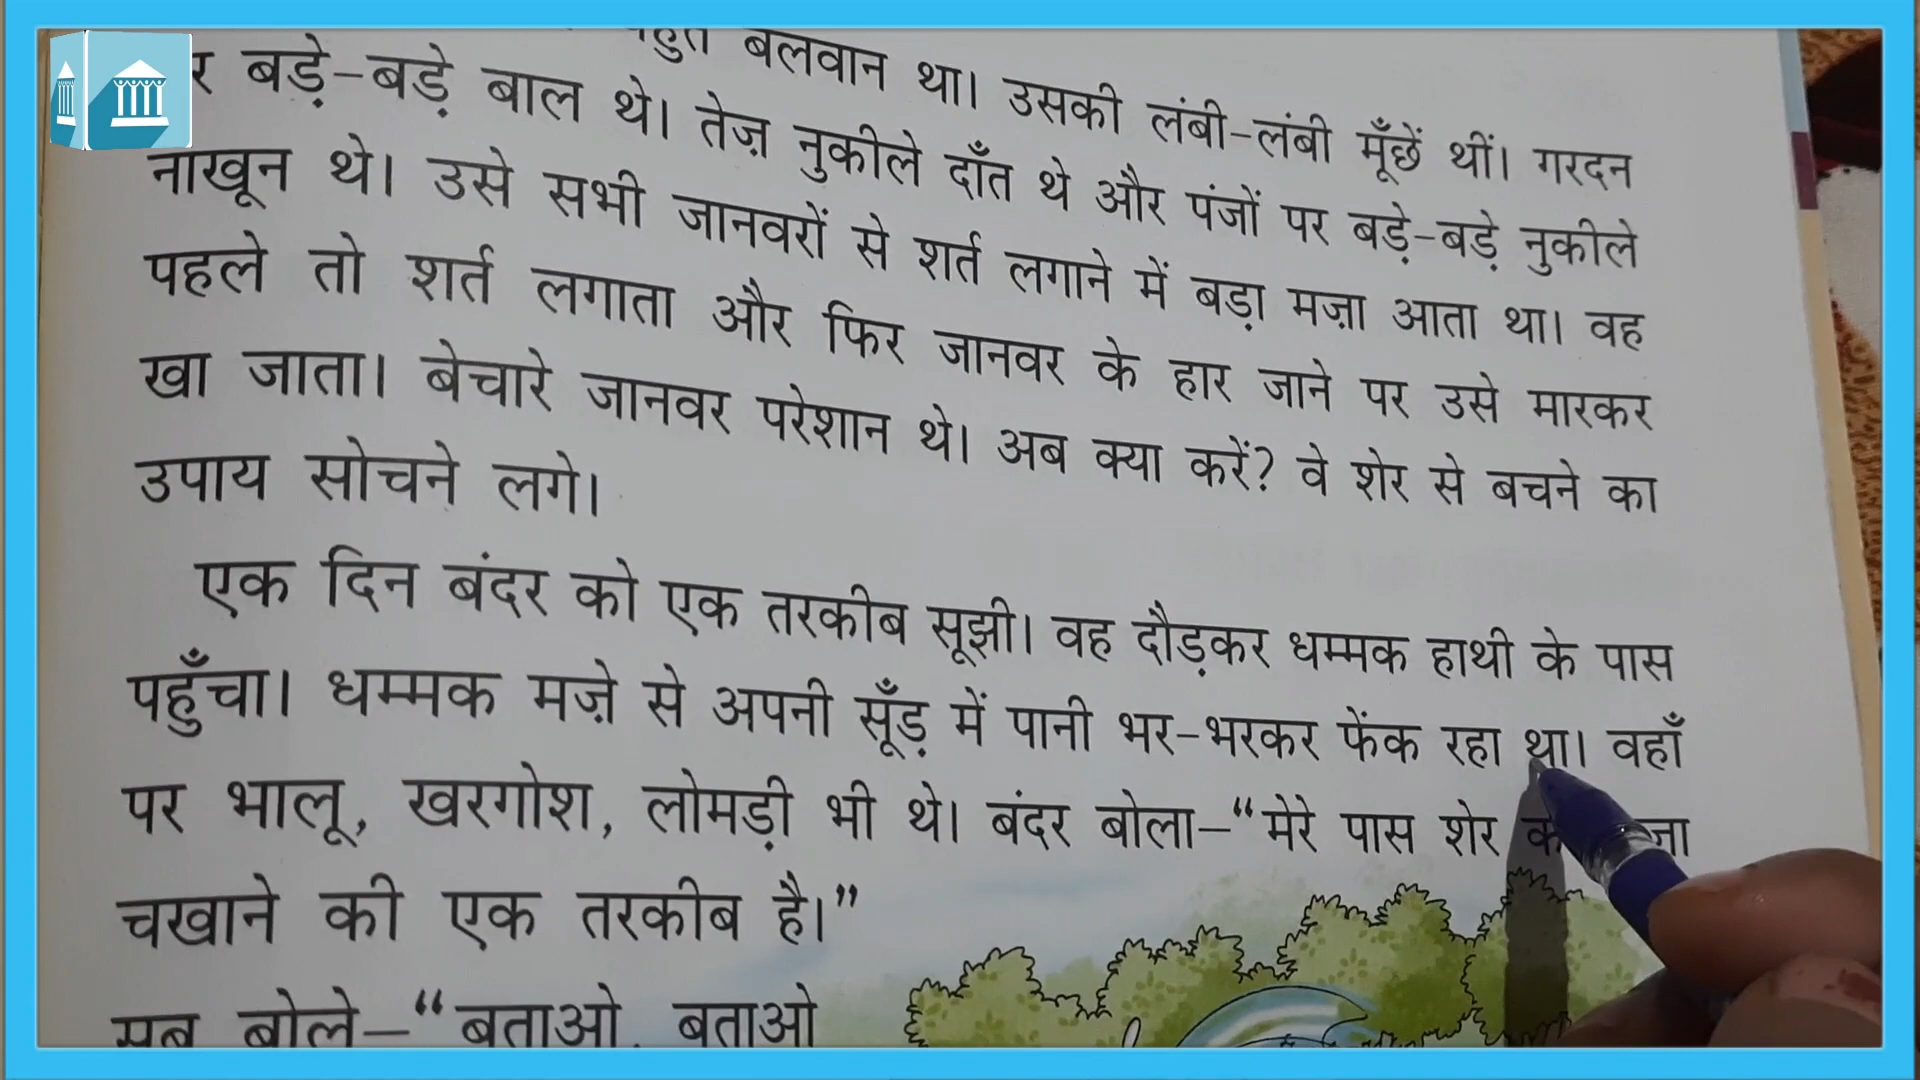 बलवान था। उसकी लंबी-लंबी मूँछें थीं। गरदन
बड़े-बड़े बाल थे। तेज़ नुकीले दाँत थे और पंजों पर बड़े-बड़े नुकीले
नाखून थे। उसे सभी जानवरों से शर्त लगाने में बड़ा मज़ा आता था। वह
पहले तो शर्त लगाता और फिर जानवर के हार जाने पर उसे मारकर
खा जाता। बेचारे जानवर परेशान थे। अब क्या करें? वे शेर से बचने का
उपाय सोचने लगे।
एक दिन बंदर को एक तरकीब सूझी। वह दौड़कर धम्मक हाथी के पास
पहुँचा। धम्मक मज़े से अपनी सूँड़ में पानी भर-भरकर फेंक रहा था। वहाँ
पर भालू, खरगोश, लोमड़ी भी थे। बंदर बोला—“मेरे पास शेर
चखाने की एक तरकीब है।”
सब बोले—“बताओ, बताओ